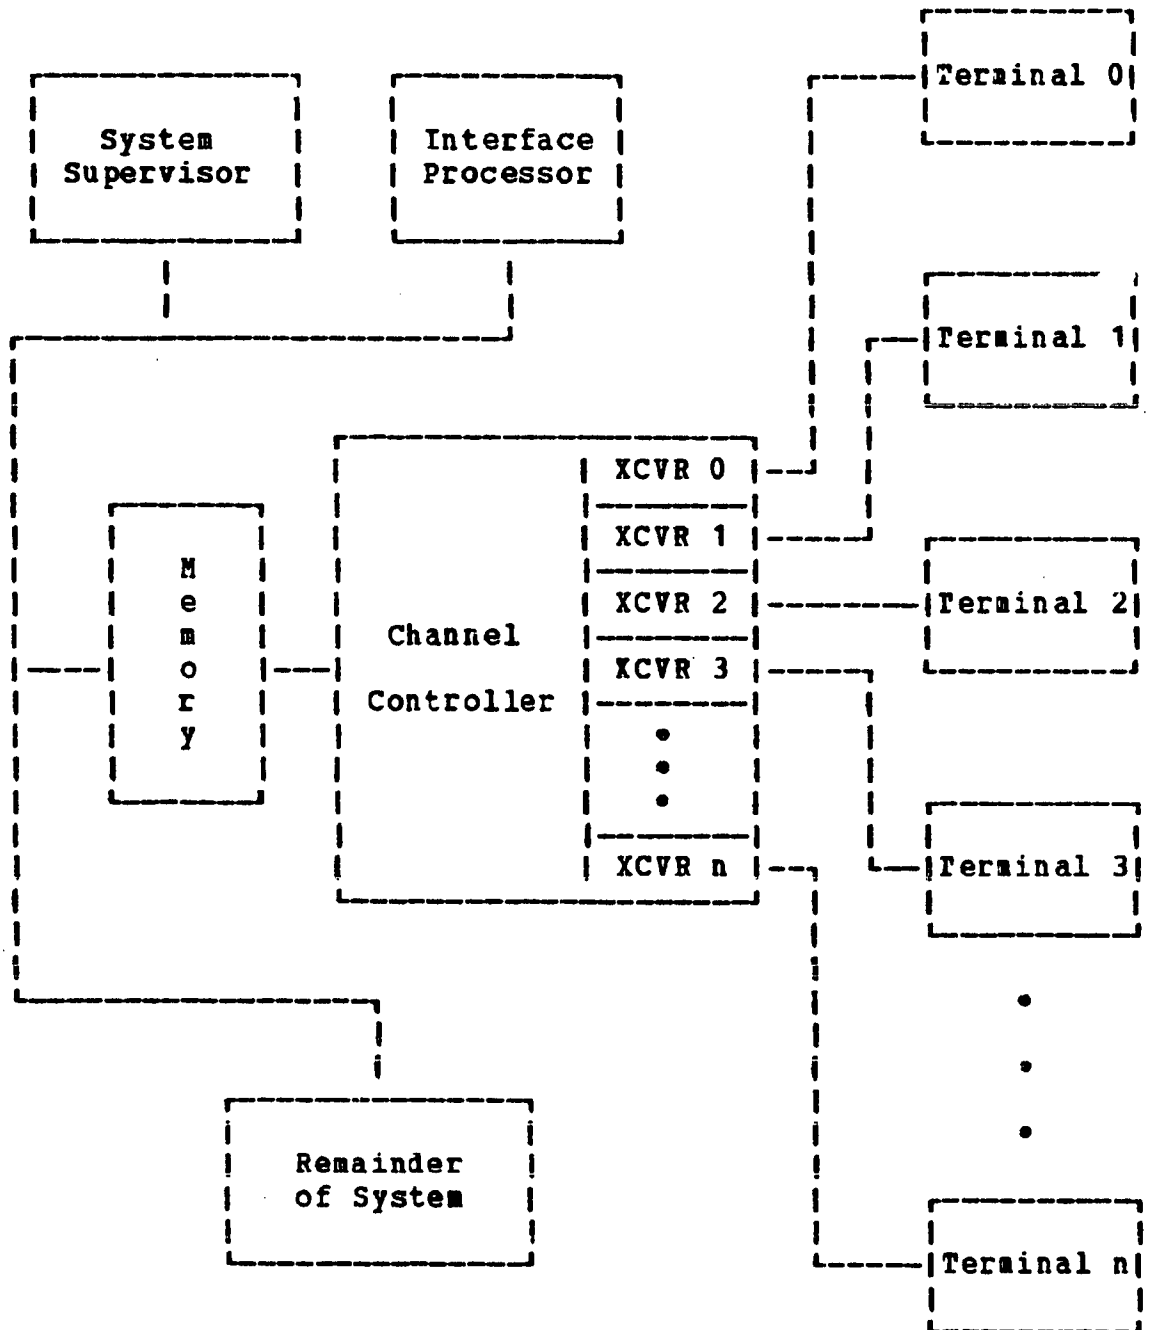 System
Supervisor
Interface
Processor
Terminal 0
Terminal 1
XCVR 0
XCVR 1
XCVR 2
XCVR 3
XCVR n
Memory
Channel
Controller
Terminal 2
Terminal 3
Remainder
of System
Terminal n